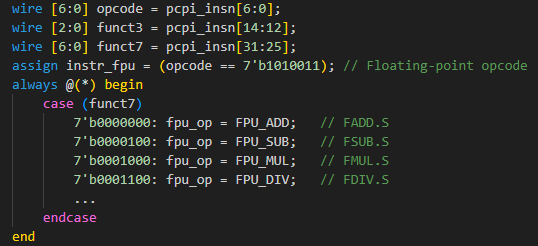 wire [6:0] opcode = pcpi_insn[6:0];
wire [2:0] funct3 = pcpi_insn[14:12];
wire [6:0] funct7 = pcpi_insn[31:25];
assign instr_fpu = (opcode == 7'b1010011); // Floating-point opcode
always @(*) begin
    case (funct7)
        7'b0000000: fpu_op = FPU_ADD;   // FADD.S
        7'b0000100: fpu_op = FPU_SUB;   // FSUB.S
        7'b0001000: fpu_op = FPU_MUL;   // FMUL.S
        7'b0001100: fpu_op = FPU_DIV;   // FDIV.S
        ...
    endcase
end